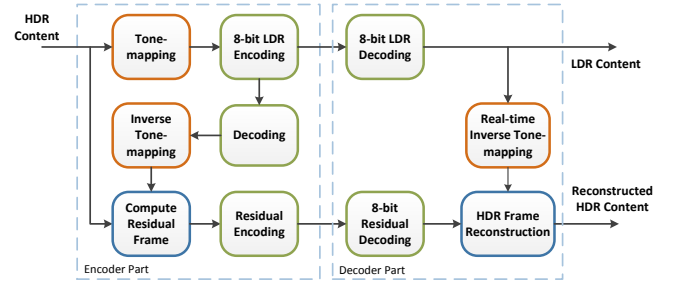 HDR
Content
Tone-
mapping
8-bit LDR
Encoding
8-bit LDR
Decoding
LDR Content
Inverse
Tone-
mapping
Decoding
Real-time
Inverse Tone-
mapping
Compute
Residual
Frame
Residual
Encoding
8-bit
Residual
Decoding
HDR Frame
Reconstruction
Reconstructed
HDR Content
Encoder Part
Decoder Part